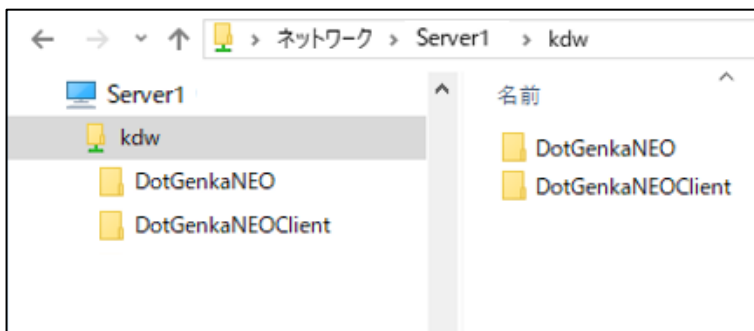 ネットワーク > Server1 > kdw
Server1
kdw
DotGenkaNEO
DotGenkaNEOClient
名前
DotGenkaNEO
DotGenkaNEOClient